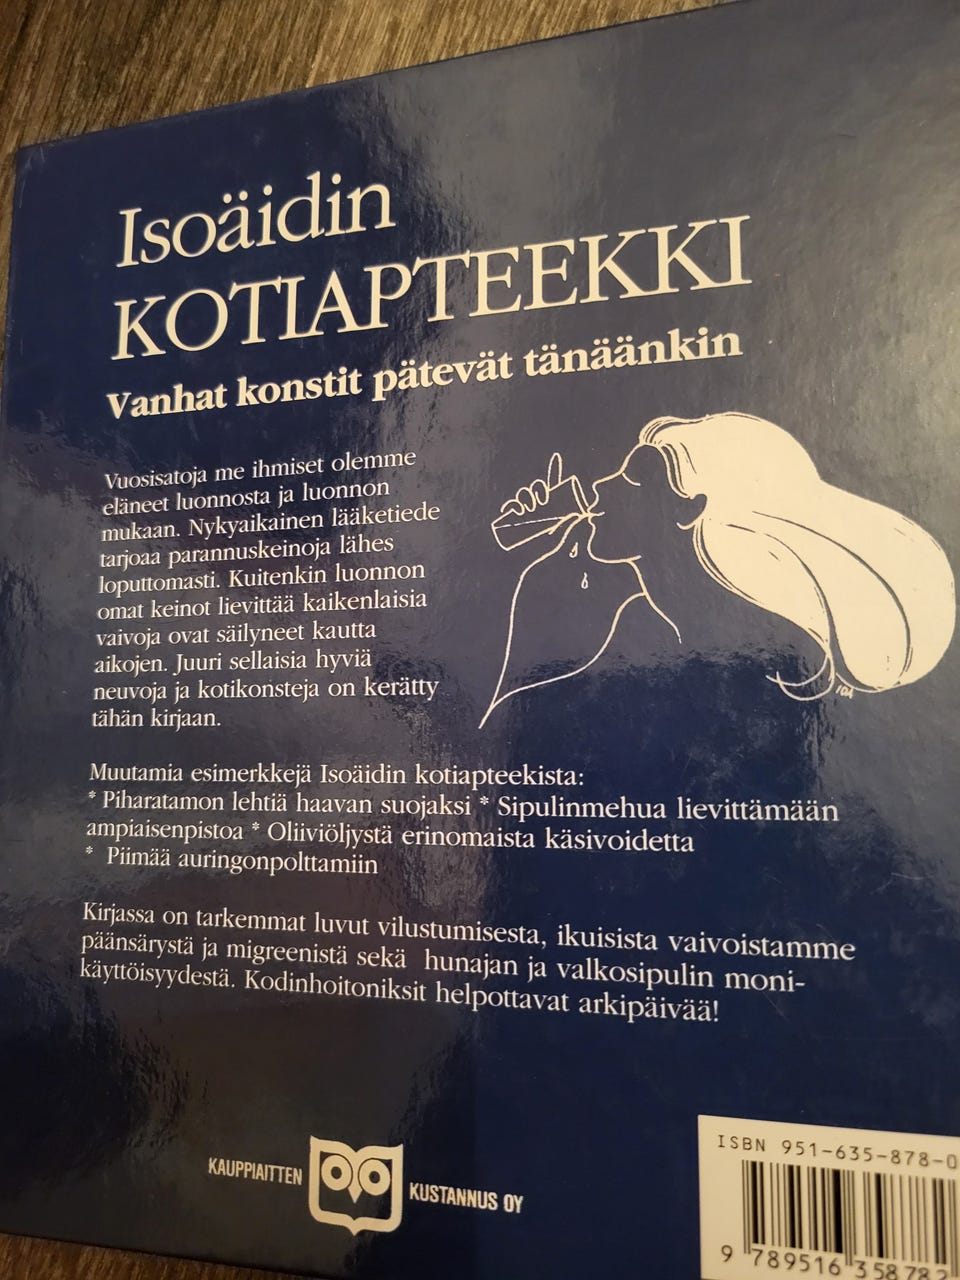 Isoäidin
KOTIAPTEEKKI
Vanhat konstit pätevät tänäänkin
Vuosisatoja me ihmiset olemme
eläneet luonnosta ja luonnon
mukaan. Nykyaikainen lääketiede
tarjoaa parannuskeinoja lähes
loputtomasti. Kuitenkin luonnon
omat keinot lievittää kaikenlaisia
vaivoja ovat säilyneet kautta
aikojen. Juuri sellaisia hyviä
neuvoja ja kotikonsteja on kerätty
tähän kirjaan.
Muutamia esimerkkejä Isoäidin kotiapteekista:
* Piharatamon lehtiä haavan suojaksi * Sipulinmehua lievittämään
ampiaisenpistoa * Oliiviöljystä erinomaista käsivoidetta
* Piimää auringonpolttamiin
Kirjassa on tarkemmat luvut vilustumisesta, ikuisista vaivoistamme
päänsärystä ja migreenistä sekä hunajan ja valkosipulin moni-
käyttöisyydestä. Kodinhoitoniksit helpottavat arkipäivää!
KAUPPIAITTEN KUSTANNUS OY
ISBN 951-635-878-0
9 789516 358782